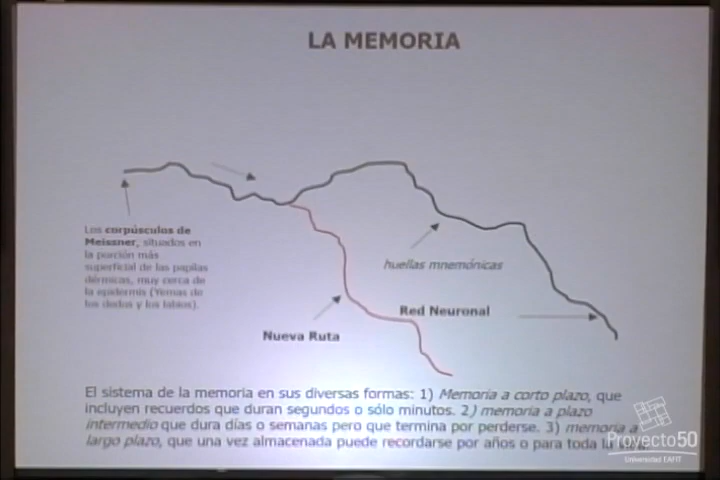 LA MEMORIA
Los corpúsculos de
Meissner, situados en
la porción más
superficial de las papilas
dérmicas, muy cerca de
la epidermis (Yemas de
los dedos y los labios).
huellas mnemónicas
Red Neuronal
Nueva Ruta
El sistema de la memoria en sus diversas formas: 1) Memoria a corto plazo, que
incluyen recuerdos que duran segundos o sólo minutos. 2) memoria a plazo
intermedio que dura días o semanas pero que termina por perderse. 3) memoria a
largo plazo, que una vez almacenada puede recordarse por años o para toda la
Proyecto50
Universidad EAFIT